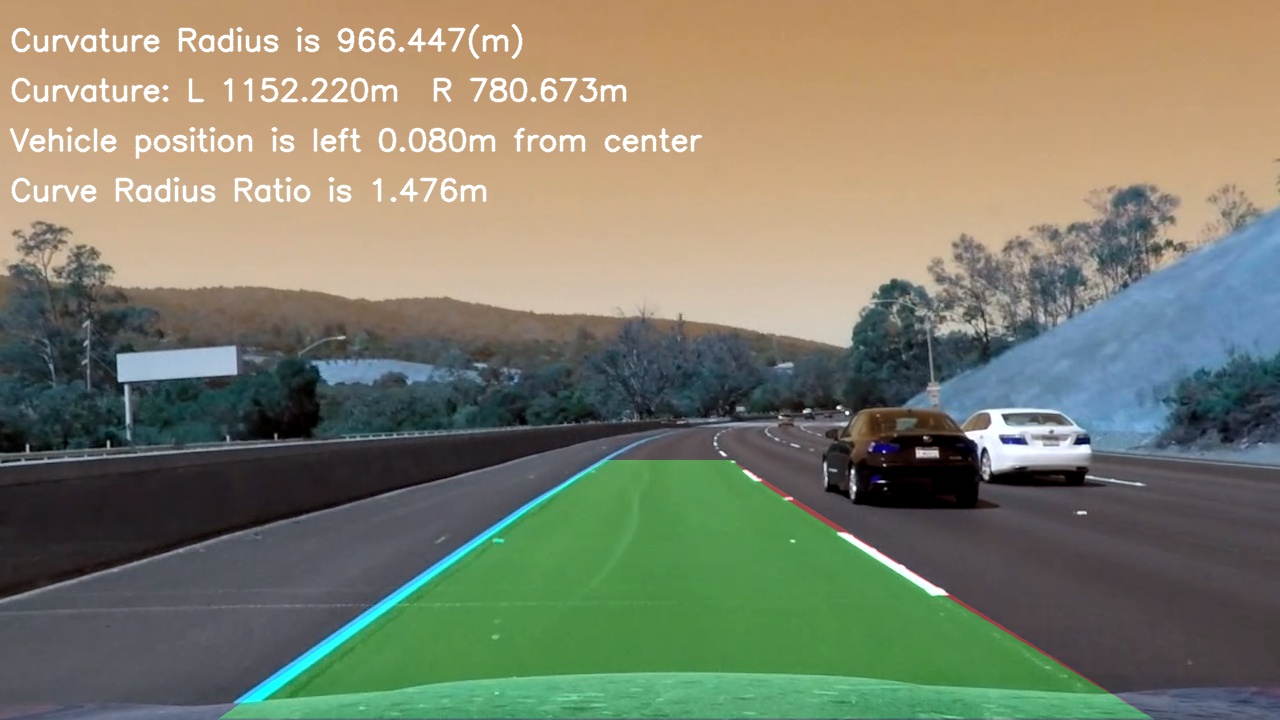 Curvature Radius is 966.447(m)
Curvature: L 1152.220m R 780.673m
Vehicle position is left 0.080m from center
Curve Radius Ratio is 1.476m